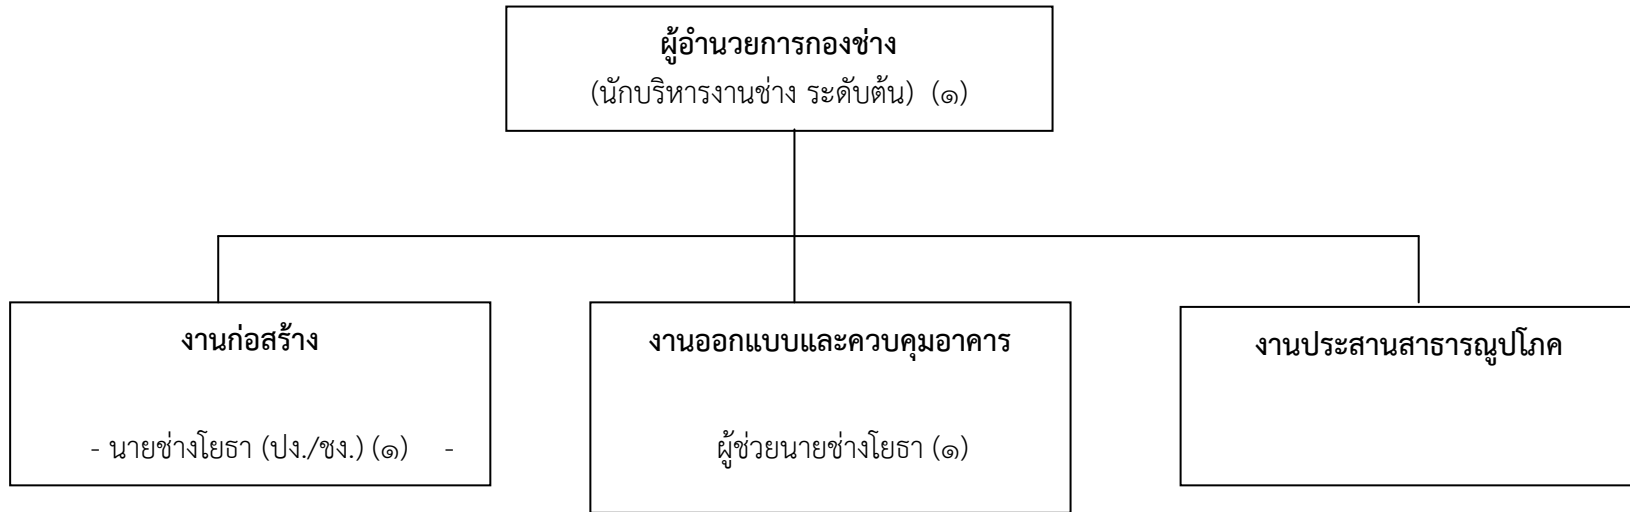 ผู้อำนวยการกองช่าง
(นักบริหารงานช่าง ระดับต้น) (๑)
งานก่อสร้าง
- นายช่างโยธา (ปง./ชง.) (๑) -
งานออกแบบและควบคุมอาคาร
ผู้ช่วยนายช่างโยธา (๑)
งานประสานสาธารณูปโภค